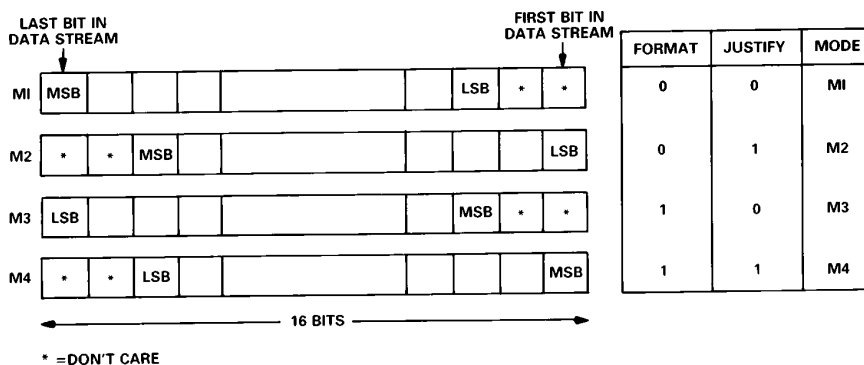 LAST BIT IN
DATA STREAM
FIRST BIT IN
DATA STREAM
FORMAT JUSTIFY MODE
M1 MSB LSB * *
0 0 M1
M2 * * MSB LSB
0 1 M2
M3 LSB MSB * *
1 0 M3
M4 * * LSB MSB
1 1 M4
16 BITS
* =DON'T CARE